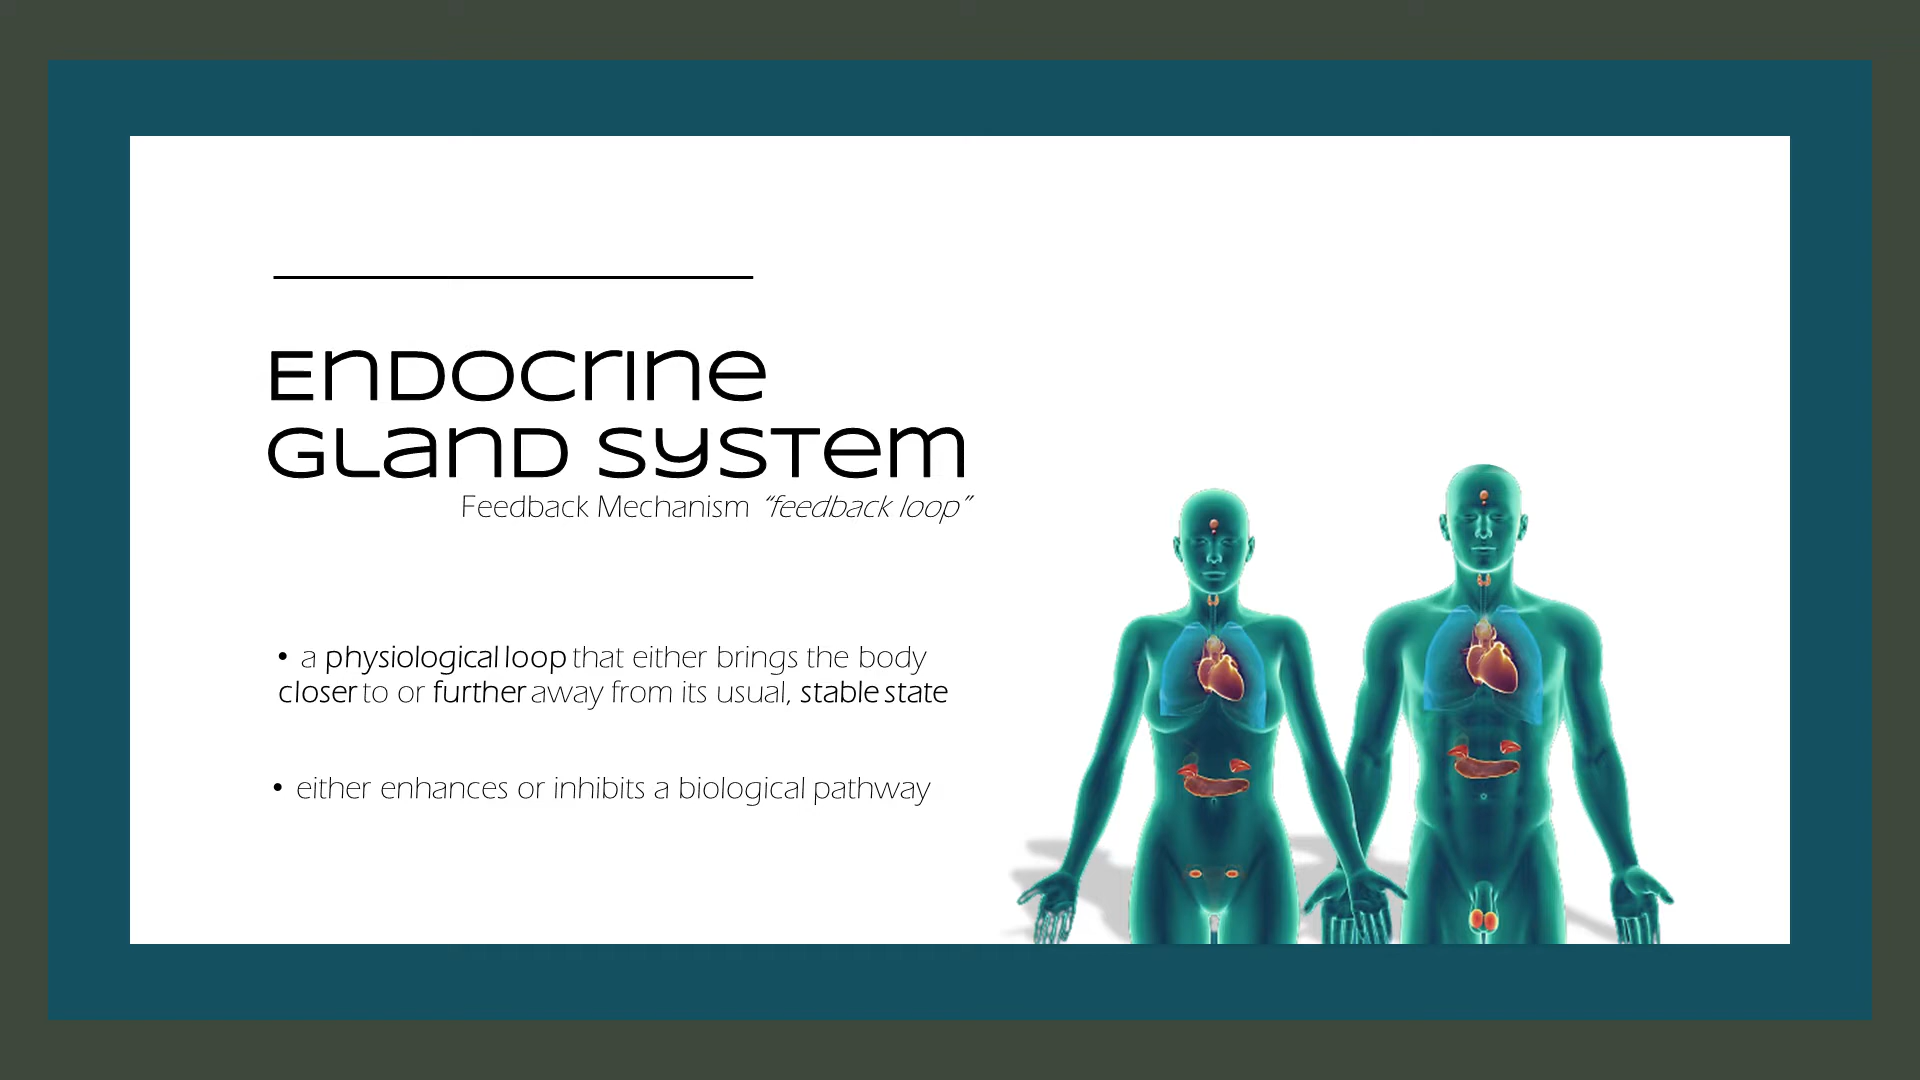 Endocrine
Gland System
Feedback Mechanism “feedback loop”
• a physiological loop that either brings the body
closer to or further away from its usual, stable state
• either enhances or inhibits a biological pathway